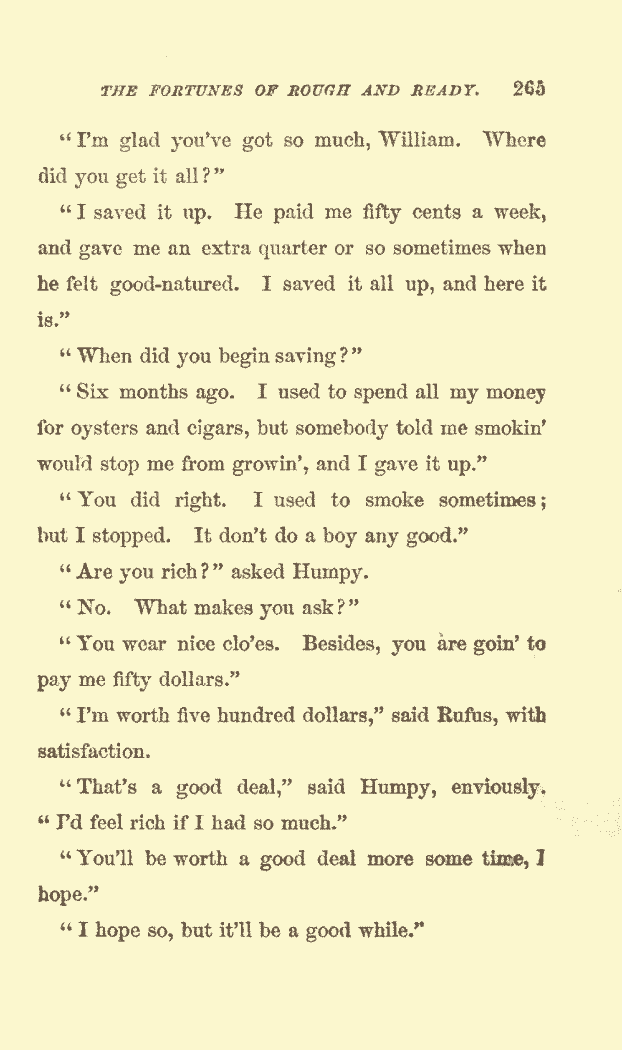 THE FORTUNES OF ROUGH AND READY. 265
“I'm glad you've got so much, William. Where
did you get it all?”
“I saved it up. He paid me fifty cents a week,
and gave me an extra quarter or so sometimes when
he felt good-natured. I saved it all up, and here it
is.”
“When did you begin saving?”
“Six months ago. I used to spend all my money
for oysters and cigars, but somebody told me smokin'
would stop me from growin', and I gave it up.”
“You did right. I used to smoke sometimes;
but I stopped. It don't do a boy any good.”
“Are you rich?” asked Humpy.
“No. What makes you ask?”
“You wear nice clo'es. Besides, you are goin' to
pay me fifty dollars.”
“I'm worth five hundred dollars,” said Rufus, with
satisfaction.
“That's a good deal,” said Humpy, enviously.
“I'd feel rich if I had so much.”
“You'll be worth a good deal more some time, I
hope.”
“I hope so, but it'll be a good while.”